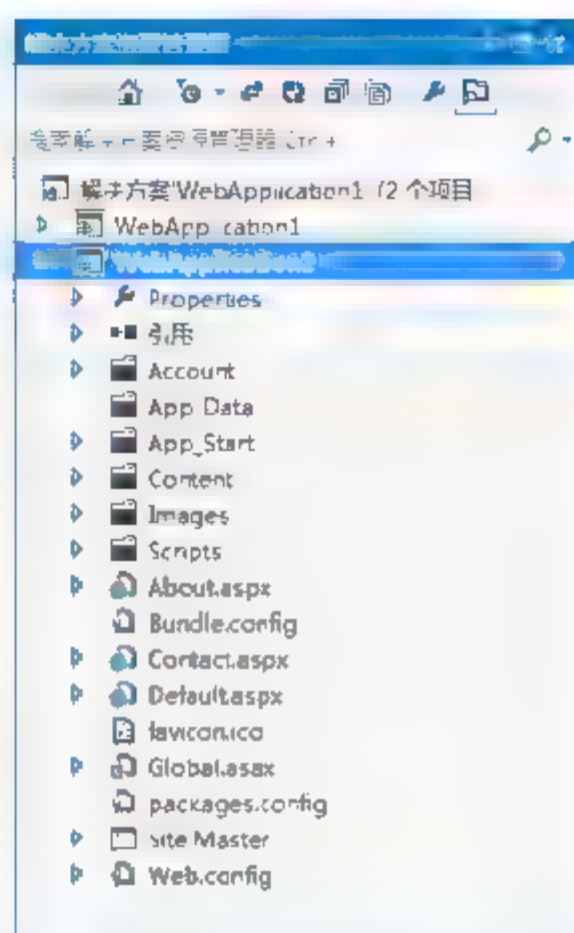 解决方案"WebApplication1" (2 个项目
WebApplication1
Properties
引用
Account
App_Data
App_Start
Content
Images
Scripts
About.aspx
Bundle.config
Contact.aspx
Default.aspx
favicon.ico
Global.asax
packages.config
Site.Master
Web.config